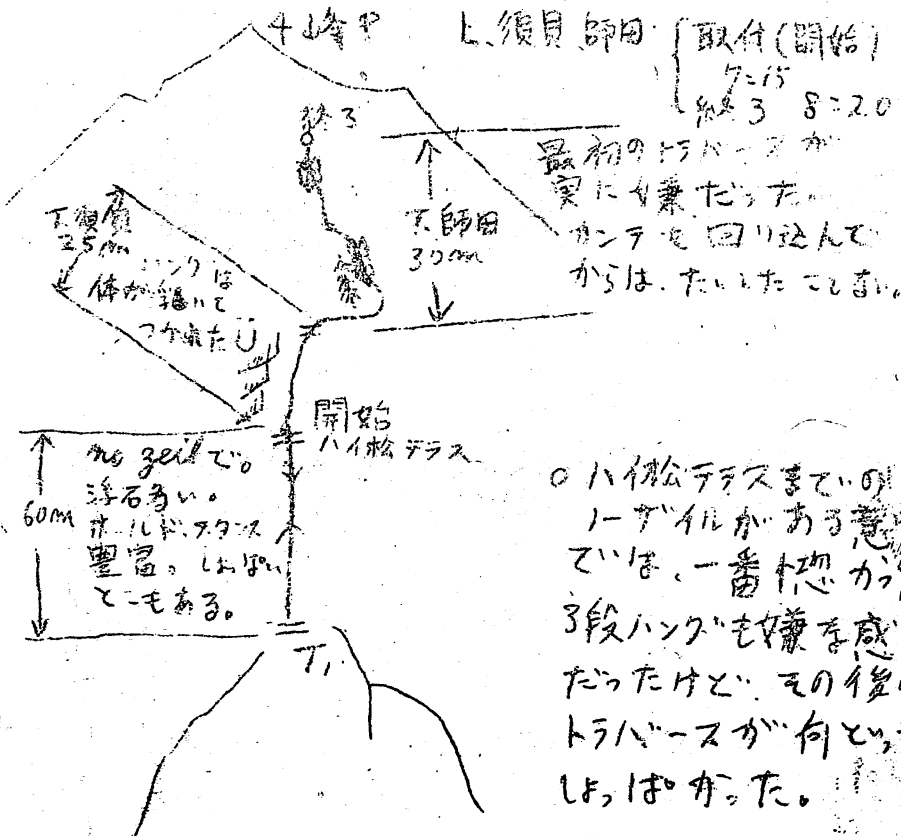 4峰
L.須貝 師田
取付(開始)
7:15
終了 8:20
終了
最初のトラバースが
実に嫌だった。
カンテを回り込んで
からは、たいしたことない。
T.師田
30m
T.須貝
25m
ハングは
体が浮いて
つかれた
開始
ハイ松テラス
60m
no zeilで。
浮石多い。
ホールド、スタンス
豊富。しょっぱい
とこもある。
T1
○ ハイ松テラスまでの
ノーザイルがある意
では、一番恐かっ
3段ハングも嫌な感
だったけど、その後
トラバースが何といっ
しょっぱかった。